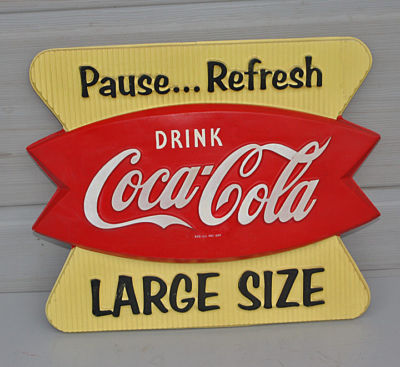 Pause... Refresh
DRINK
Coca-Cola
LARGE SIZE